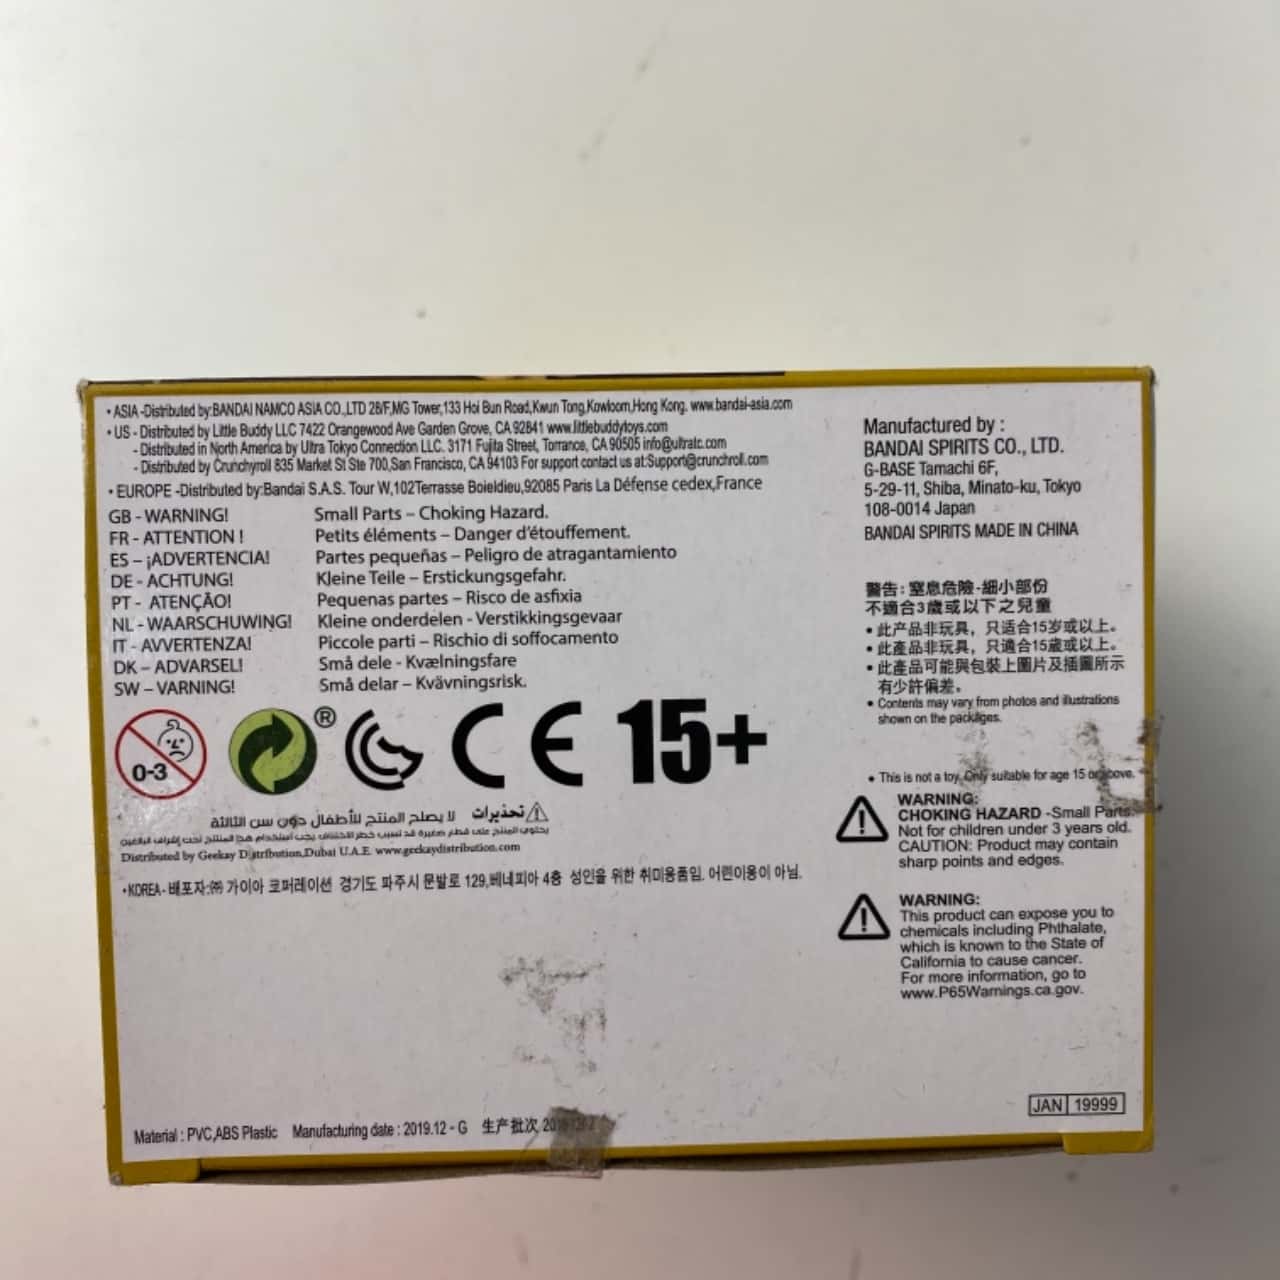 • ASIA -Distributed by:BANDAI NAMCO ASIA CO.,LTD 28/F,MG Tower,133 Hoi Bun Road,Kwun Tong,Kowloom,Hong Kong. www.bandai-asia.com
• US - Distributed by Little Buddy LLC 7422 Orangewood Ave Garden Grove, CA 92841 www.littlebuddytoys.com
- Distributed in North America by Ultra Tokyo Connection LLC. 3171 Fujita Street, Torrance, CA 90505 info@ultratc.com
- Distributed by Crunchyroll 835 Market St Ste 700,San Francisco, CA 94103 For support contact us at:Support@crunchroll.com
• EUROPE -Distributed by:Bandai S.A.S. Tour W,102Terrasse Boieldieu,92085 Paris La Défense cedex,France
GB - WARNING! Small Parts – Choking Hazard.
FR - ATTENTION ! Petits éléments – Danger d'étouffement.
ES – ¡ADVERTENCIA! Partes pequeñas – Peligro de atragantamiento
DE - ACHTUNG! Kleine Teile – Erstickungsgefahr.
PT - ATENÇÃO! Pequenas partes – Risco de asfixia
NL - WAARSCHUWING! Kleine onderdelen - Verstikkingsgevaar
IT - AVVERTENZA! Piccole parti – Rischio di soffocamento
DK – ADVARSEL! Små dele - Kvælningsfare
SW – VARNING! Små delar – Kvävningsrisk.
0-3 ® CE 15+
تحذيرات لا يصلح المنتج للأطفال دون سن الثالثة
Distributed by Geekay Distribution,Dubai U.A.E. www.geekaydistribution.com
•KOREA- 배포자:㈜ 가이아 코퍼레이션 경기도 파주시 문발로 129,베네피아 4층 성인을 위한 취미용품임. 어린이용이 아님.
Material : PVC,ABS Plastic Manufacturing date : 2019.12 - G 生产批次
Manufactured by :
BANDAI SPIRITS CO., LTD.
G-BASE Tamachi 6F,
5-29-11, Shiba, Minato-ku, Tokyo
108-0014 Japan
BANDAI SPIRITS MADE IN CHINA
警告: 窒息危險-細小部份
不適合3歲或以下之兒童
• 此产品非玩具，只适合15岁或以上。
• 此產品非玩具，只適合15歲或以上。
• 此產品可能與包裝上圖片及插圖所示
有少許偏差。
• Contents may vary from photos and illustrations
shown on the packages.
• This is not a toy. Only suitable for age 15 or above.
WARNING:
CHOKING HAZARD -Small Parts.
Not for children under 3 years old.
CAUTION: Product may contain
sharp points and edges.
WARNING:
This product can expose you to
chemicals including Phthalate,
which is known to the State of
California to cause cancer.
For more information, go to
www.P65Warnings.ca.gov.
JAN 19999